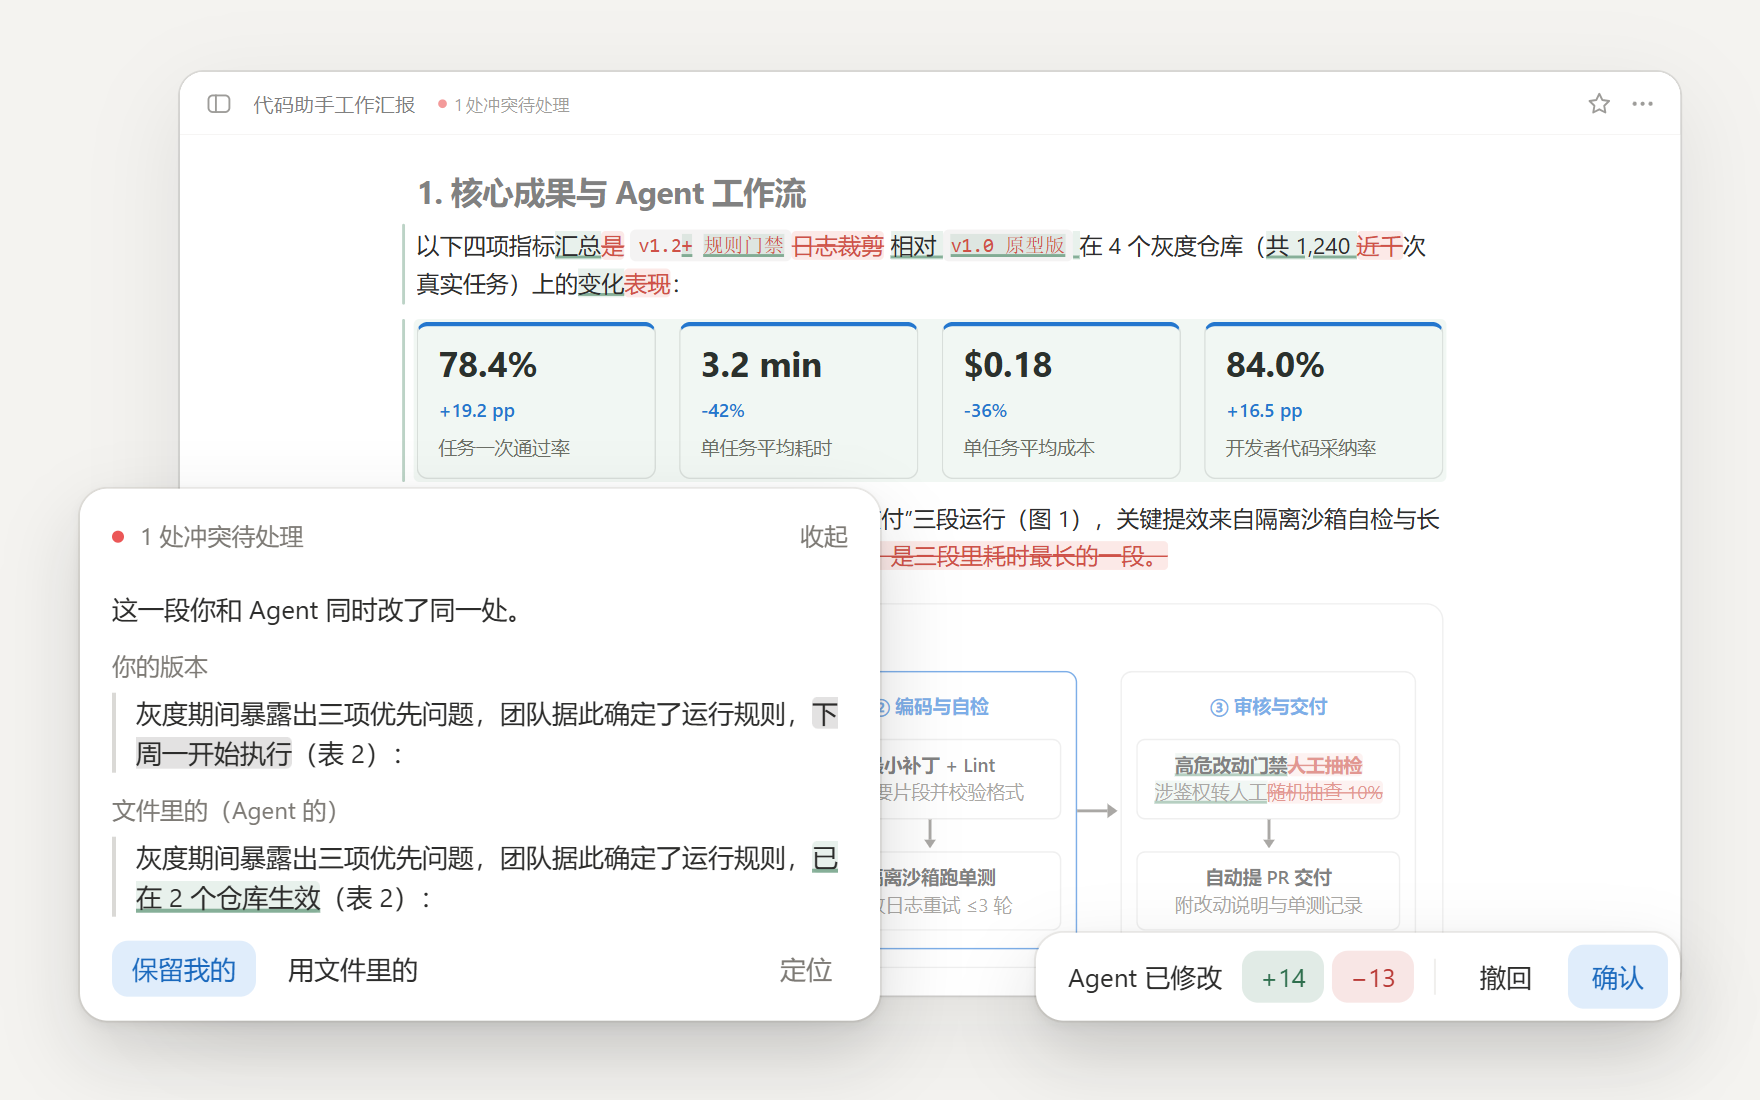 代码助手工作汇报
1 处冲突待处理
1. 核心成果与 Agent 工作流
以下四项指标汇总是 v1.2+ 规则门禁 日志裁剪 相对 v1.0 原型版 在 4 个灰度仓库（共 1,240 近千次
真实任务）上的变化表现：
78.4%
+19.2 pp
任务一次通过率
3.2 min
-42%
单任务平均耗时
$0.18
-36%
单任务平均成本
84.0%
+16.5 pp
开发者代码采纳率
付”三段运行（图 1），关键提效来自隔离沙箱自检与长
是三段里耗时最长的一段。
② 编码与自检
小补丁 + Lint
要片段并校验格式
离沙箱跑单测
日志重试 ≤3 轮
③ 审核与交付
高危改动门禁人工抽检
涉鉴权转人工随机抽查 10%
自动提 PR 交付
附改动说明与单测记录
1 处冲突待处理
收起
这一段你和 Agent 同时改了同一处。
你的版本
灰度期间暴露出三项优先问题，团队据此确定了运行规则，下
周一开始执行（表 2）：
文件里的（Agent 的）
灰度期间暴露出三项优先问题，团队据此确定了运行规则，已
在 2 个仓库生效（表 2）：
保留我的
用文件里的
定位
Agent 已修改
+14
−13
撤回
确认